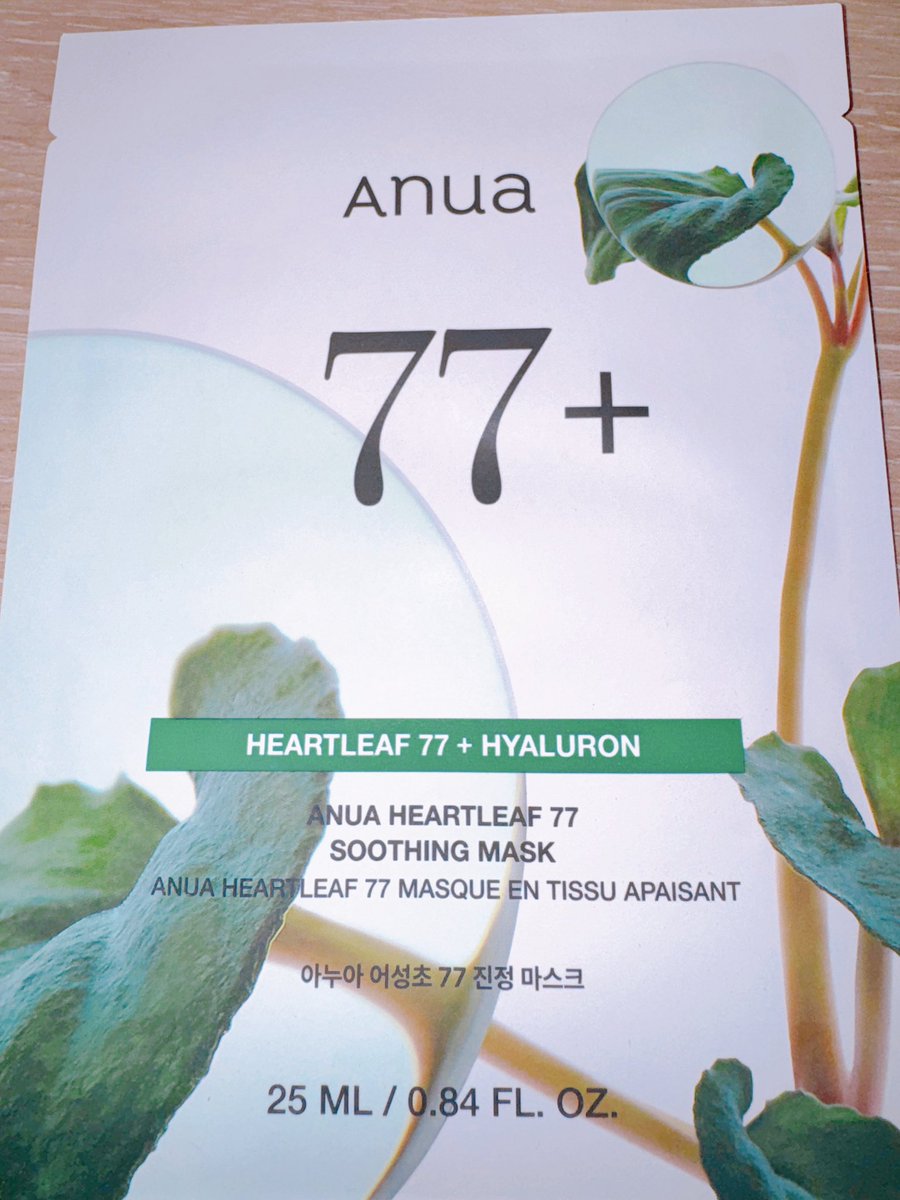 Anua
77+
HEARTLEAF 77 + HYALURON
ANUA HEARTLEAF 77
SOOTHING MASK
ANUA HEARTLEAF 77 MASQUE EN TISSU APAISANT
아누아 어성초 77 진정 마스크
25 ML / 0.84 FL. OZ.